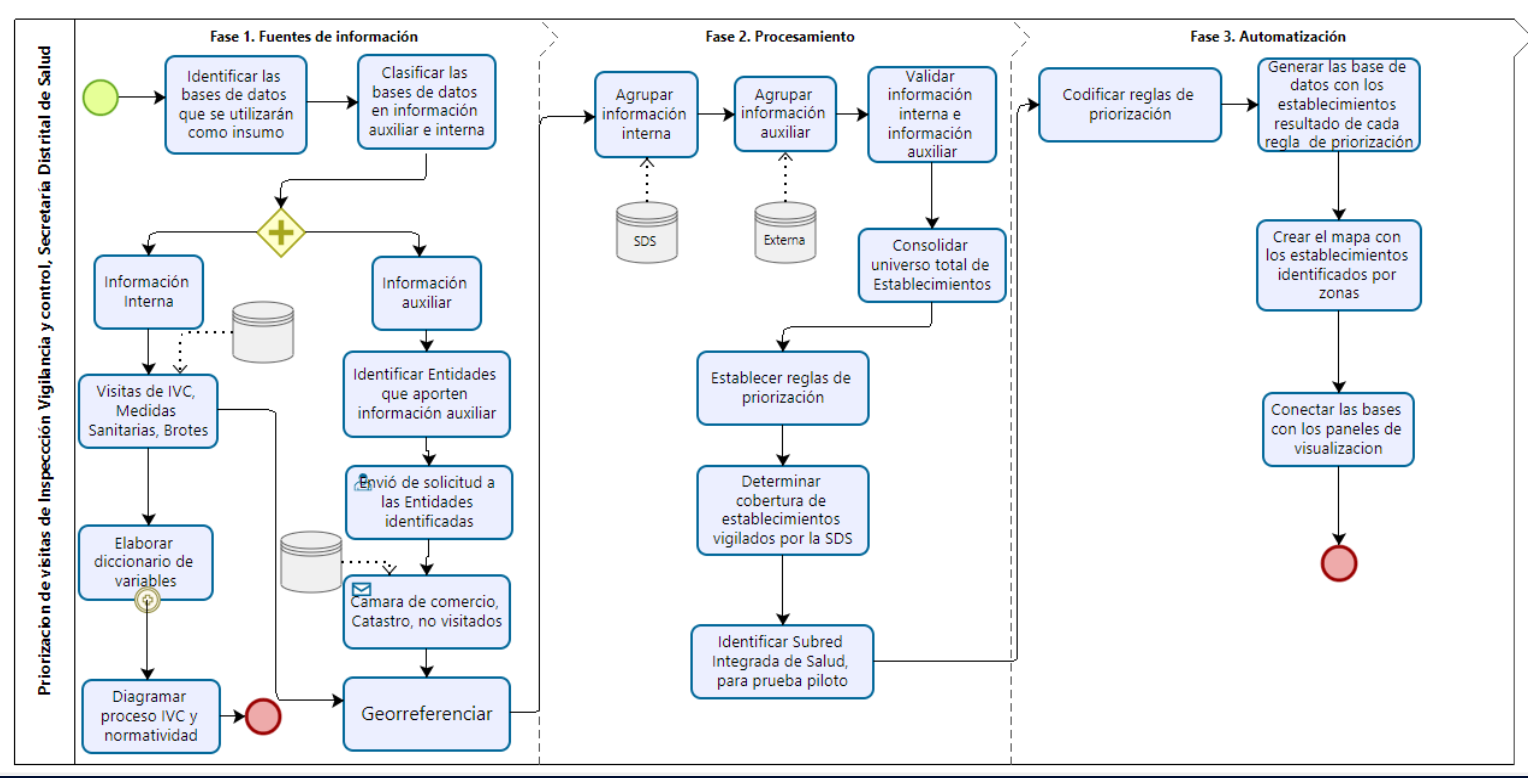 Priorizacion de visitas de Inspeccción Vigilancia y control, Secretaría Distrital de Salud
Fase 1. Fuentes de información
Identificar las
bases de datos
que se utilizarán
como insumo
Clasificar las
bases de datos
en información
auxiliar e interna
Información
Interna
Información
auxiliar
Visitas de IVC,
Medidas
Sanitarias, Brotes
Identificar Entidades
que aporten
información auxiliar
Envió de solicitud a
las Entidades
identificadas
Elaborar
diccionario de
variables
Camara de comercio,
Catastro, no visitados
Diagramar
proceso IVC y
normatividad
Georreferenciar
Fase 2. Procesamiento
Agrupar
información
interna
Agrupar
información
auxiliar
Validar
información
interna e
información
auxiliar
SDS
Externa
Consolidar
universo total de
Establecimientos
Establecer reglas de
priorización
Determinar
cobertura de
establecimientos
vigilados por la SDS
Identificar Subred
Integrada de Salud,
para prueba piloto
Fase 3. Automatización
Codificar reglas de
priorización
Generar las base de
datos con los
establecimientos
resultado de cada
regla de priorización
Crear el mapa con
los establecimientos
identificados por
zonas
Conectar las bases
con los paneles de
visualizacion